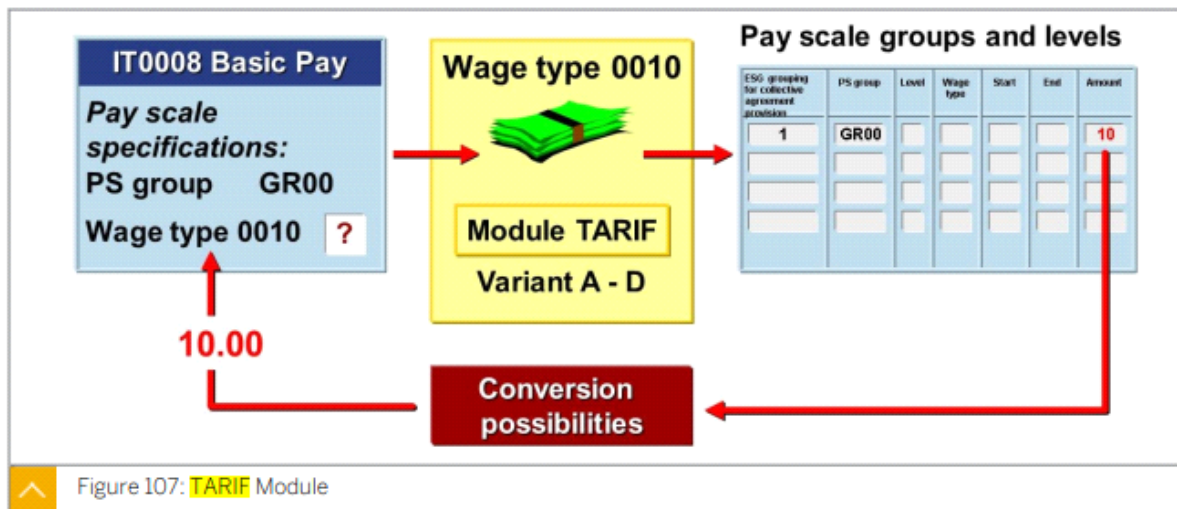 IT0008 Basic Pay
Pay scale
specifications:
PS group GR00
Wage type 0010 ?
Wage type 0010
Module TARIF
Variant A - D
Pay scale groups and levels
ESG grouping
for collective
agreement
provision
PS group
Level
Wage
type
Start
End
Amount
1 GR00 10
10.00
Conversion
possibilities
Figure 107: TARIF Module